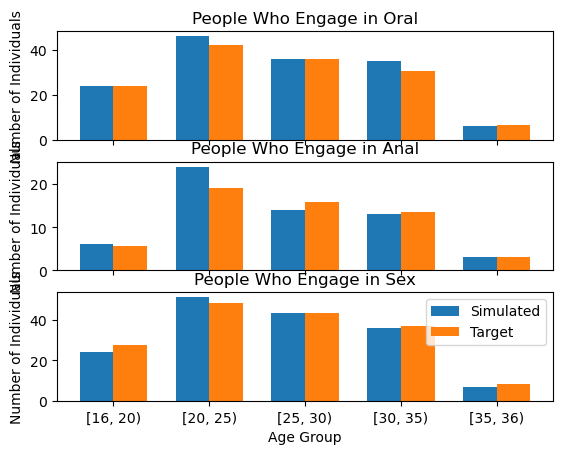 People Who Engage in Oral
Number of Individuals
40
20
0
People Who Engage in Anal
Number of Individuals
20
10
0
People Who Engage in Sex
Number of Individuals
40
20
0
Simulated
Target
[16, 20)
[20, 25)
[25, 30)
[30, 35)
[35, 36)
Age Group